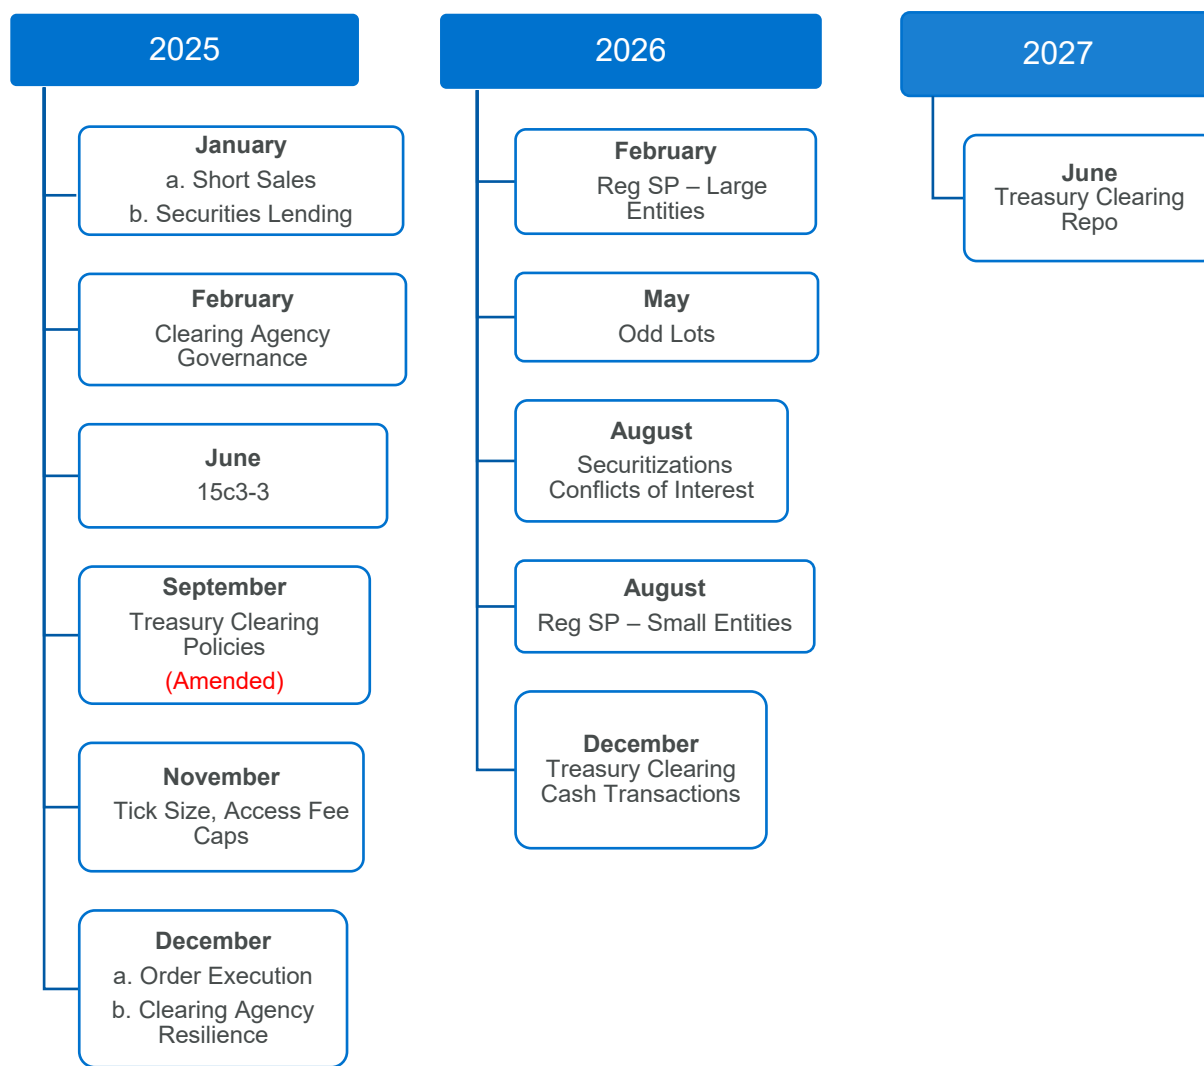 2025
January
a. Short Sales
b. Securities Lending
February
Clearing Agency
Governance
June
15c3-3
September
Treasury Clearing
Policies
(Amended)
November
Tick Size, Access Fee
Caps
December
a. Order Execution
b. Clearing Agency
Resilience
2026
February
Reg SP – Large
Entities
May
Odd Lots
August
Securitizations
Conflicts of Interest
August
Reg SP – Small Entities
December
Treasury Clearing
Cash Transactions
2027
June
Treasury Clearing
Repo